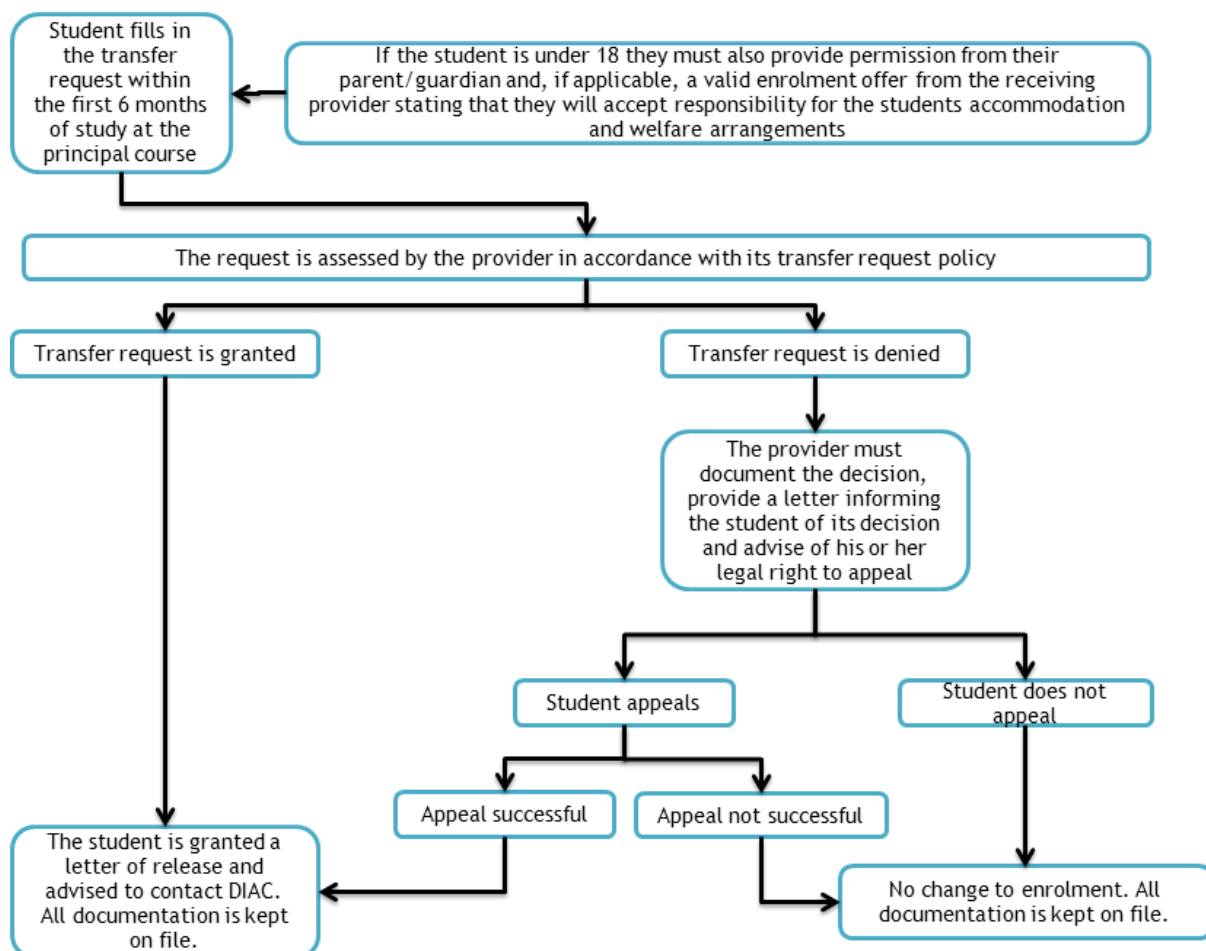 Student fills in
the transfer
request within
the first 6 months
of study at the
principal course
If the student is under 18 they must also provide permission from their
parent/guardian and, if applicable, a valid enrolment offer from the receiving
provider stating that they will accept responsibility for the students accommodation
and welfare arrangements
The request is assessed by the provider in accordance with its transfer request policy
Transfer request is granted
Transfer request is denied
The provider must
document the decision,
provide a letter informing
the student of its decision
and advise of his or her
legal right to appeal
Student appeals
Student does not
appeal
Appeal successful
Appeal not successful
The student is granted a
letter of release and
advised to contact DIAC.
All documentation is kept
on file.
No change to enrolment. All
documentation is kept on file.